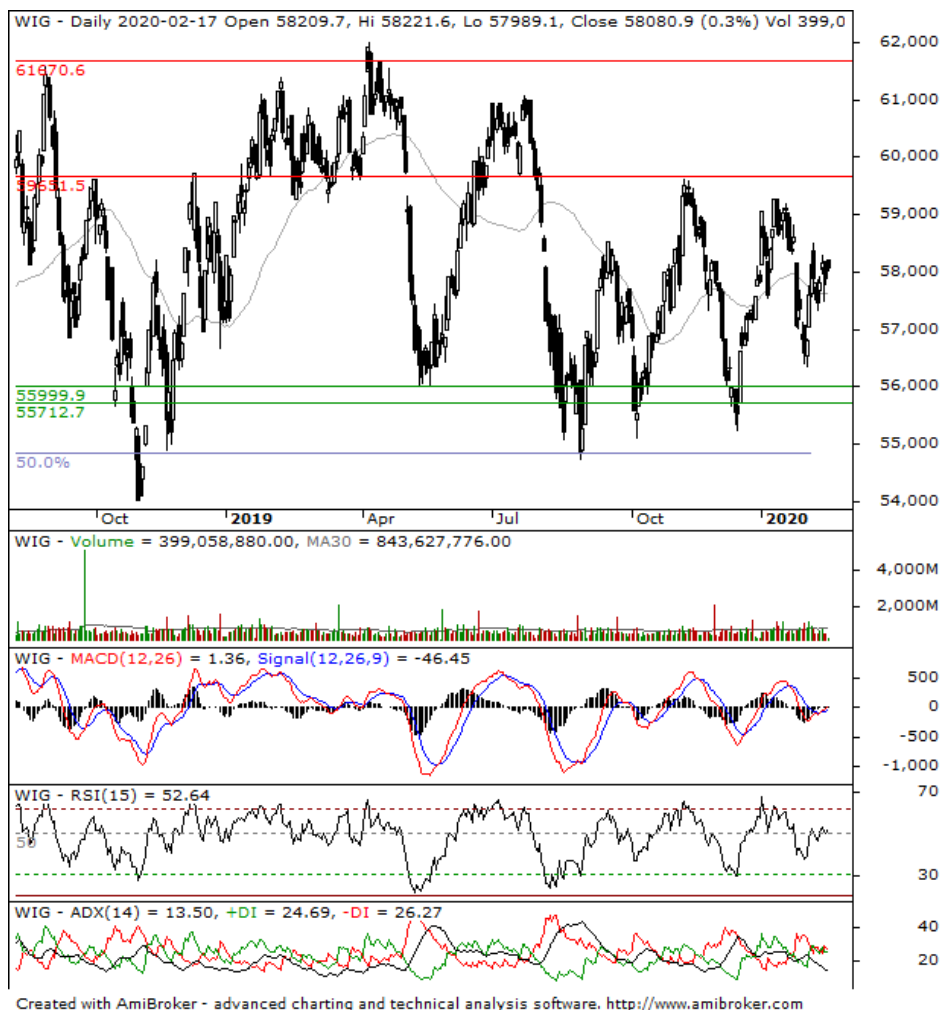 WIG - Daily 2020-02-17 Open 58209.7, Hi 58221.6, Lo 57989.1, Close 58080.9 (0.3%) Vol 399,0
62,000
61670.6
61,000
60,000
59651.5
59,000
58,000
57,000
56,000
55999.9
55712.7
55,000
50.0%
54,000
Oct 2019 Apr Jul Oct 2020
WIG - Volume = 399,058,880.00, MA30 = 843,627,776.00
4,000M
2,000M
WIG - MACD(12,26) = 1.36, Signal(12,26,9) = -46.45
500
0
-500
-1,000
WIG - RSI(15) = 52.64
70
50
30
WIG - ADX(14) = 13.50, +DI = 24.69, -DI = 26.27
40
20
Created with AmiBroker - advanced charting and technical analysis software. http://www.amibroker.com